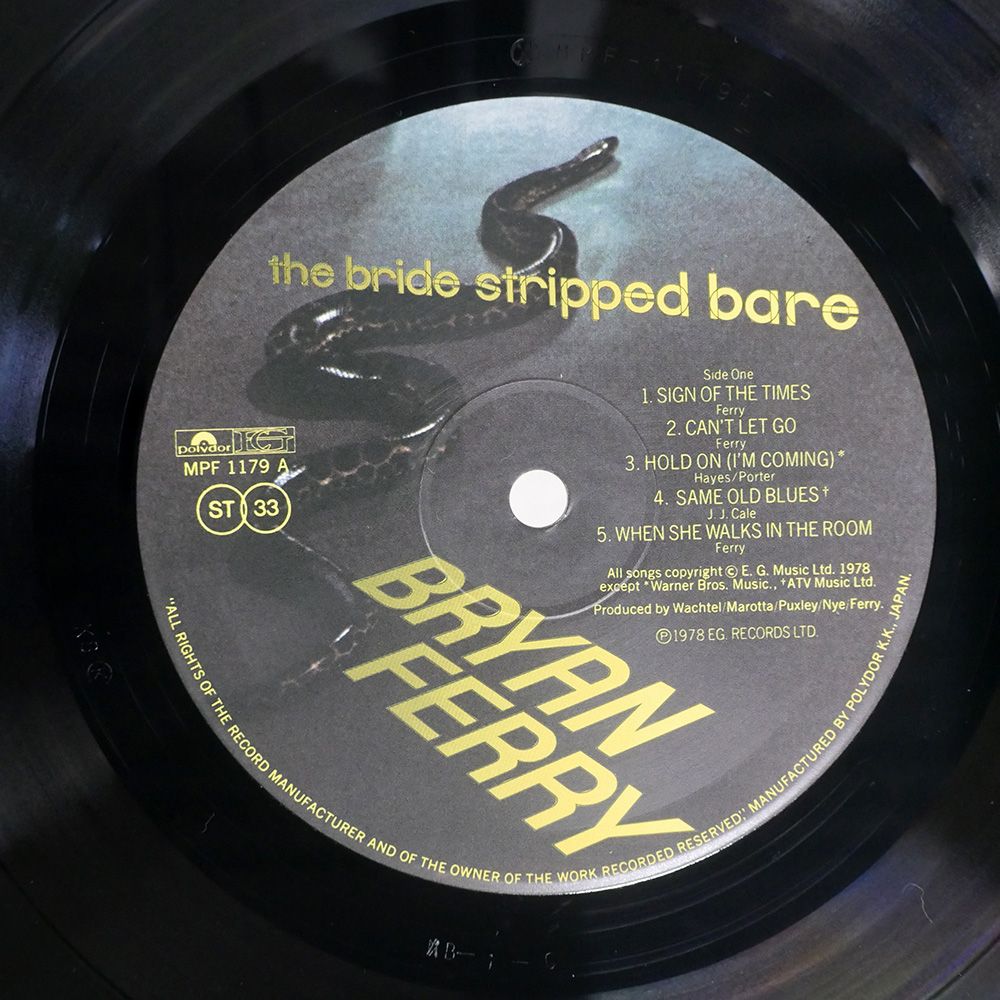 MPF-1179
the bride stripped bare
Side One
1. SIGN OF THE TIMES
Ferry
2. CAN'T LET GO
Ferry
3. HOLD ON (I'M COMING)*
Hayes/Porter
4. SAME OLD BLUES†
J. J. Cale
5. WHEN SHE WALKS IN THE ROOM
Ferry
All songs copyright © E. G. Music Ltd. 1978
except *Warner Bros. Music., †ATV Music Ltd.
Produced by Wachtel/Marotta/Puxley/Nye/Ferry.
℗ 1978 EG. RECORDS LTD.
polydor EG
MPF 1179 A
ST 33
BRYAN
FERRY
"ALL RIGHTS OF THE RECORD MANUFACTURER AND OF THE OWNER OF THE WORK RECORDED RESERVED." MANUFACTURED BY POLYDOR K.K., JAPAN.